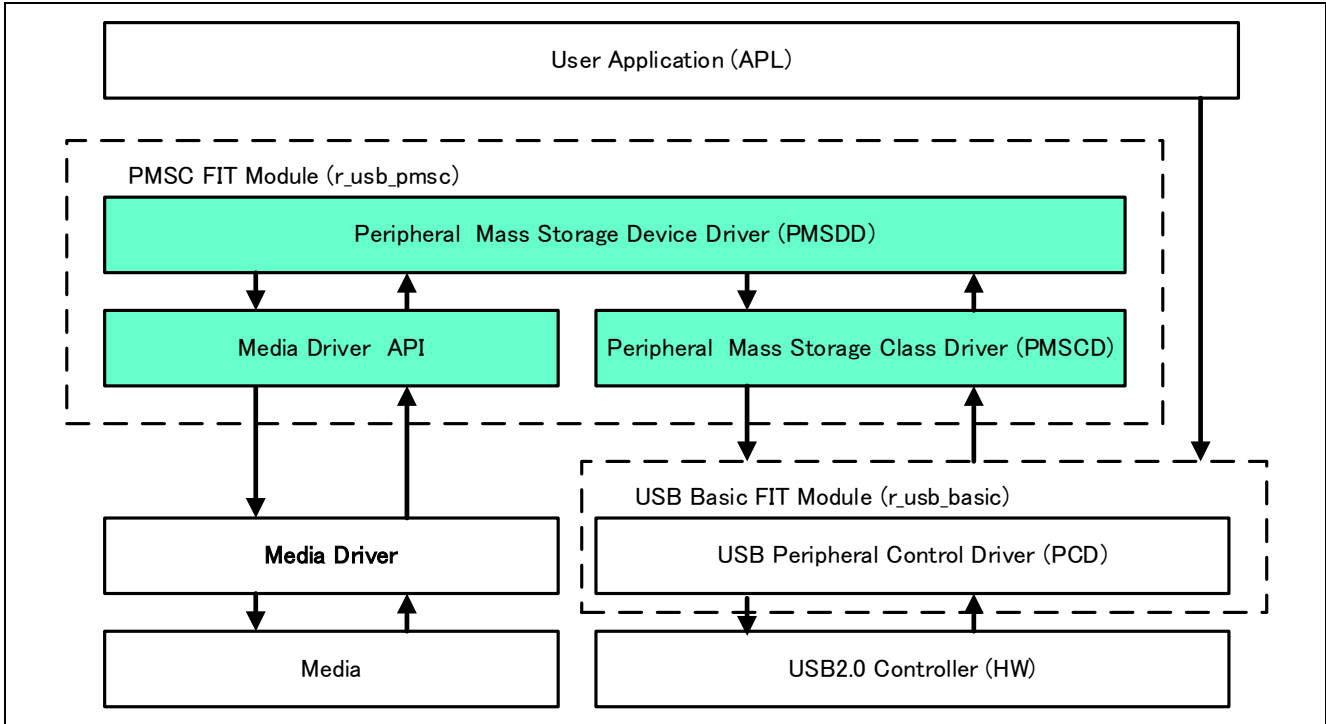 User Application (APL)
PMSC FIT Module (r_usb_pmsc)
Peripheral Mass Storage Device Driver (PMSDD)
Media Driver API
Peripheral Mass Storage Class Driver (PMSCD)
USB Basic FIT Module (r_usb_basic)
Media Driver
USB Peripheral Control Driver (PCD)
Media
USB2.0 Controller (HW)